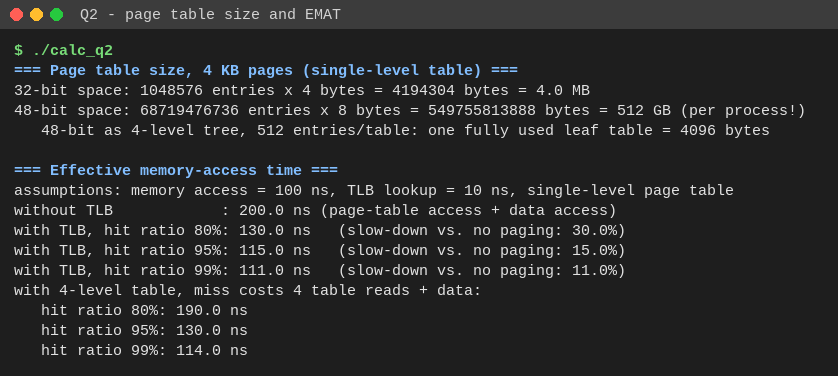 Q2 - page table size and EMAT
$ ./calc_q2
=== Page table size, 4 KB pages (single-level table) ===
32-bit space: 1048576 entries x 4 bytes = 4194304 bytes = 4.0 MB
48-bit space: 68719476736 entries x 8 bytes = 549755813888 bytes = 512 GB (per process!)
   48-bit as 4-level tree, 512 entries/table: one fully used leaf table = 4096 bytes

=== Effective memory-access time ===
assumptions: memory access = 100 ns, TLB lookup = 10 ns, single-level page table
without TLB            : 200.0 ns (page-table access + data access)
with TLB, hit ratio 80%: 130.0 ns   (slow-down vs. no paging: 30.0%)
with TLB, hit ratio 95%: 115.0 ns   (slow-down vs. no paging: 15.0%)
with TLB, hit ratio 99%: 111.0 ns   (slow-down vs. no paging: 11.0%)
with 4-level table, miss costs 4 table reads + data:
   hit ratio 80%: 190.0 ns
   hit ratio 95%: 130.0 ns
   hit ratio 99%: 114.0 ns